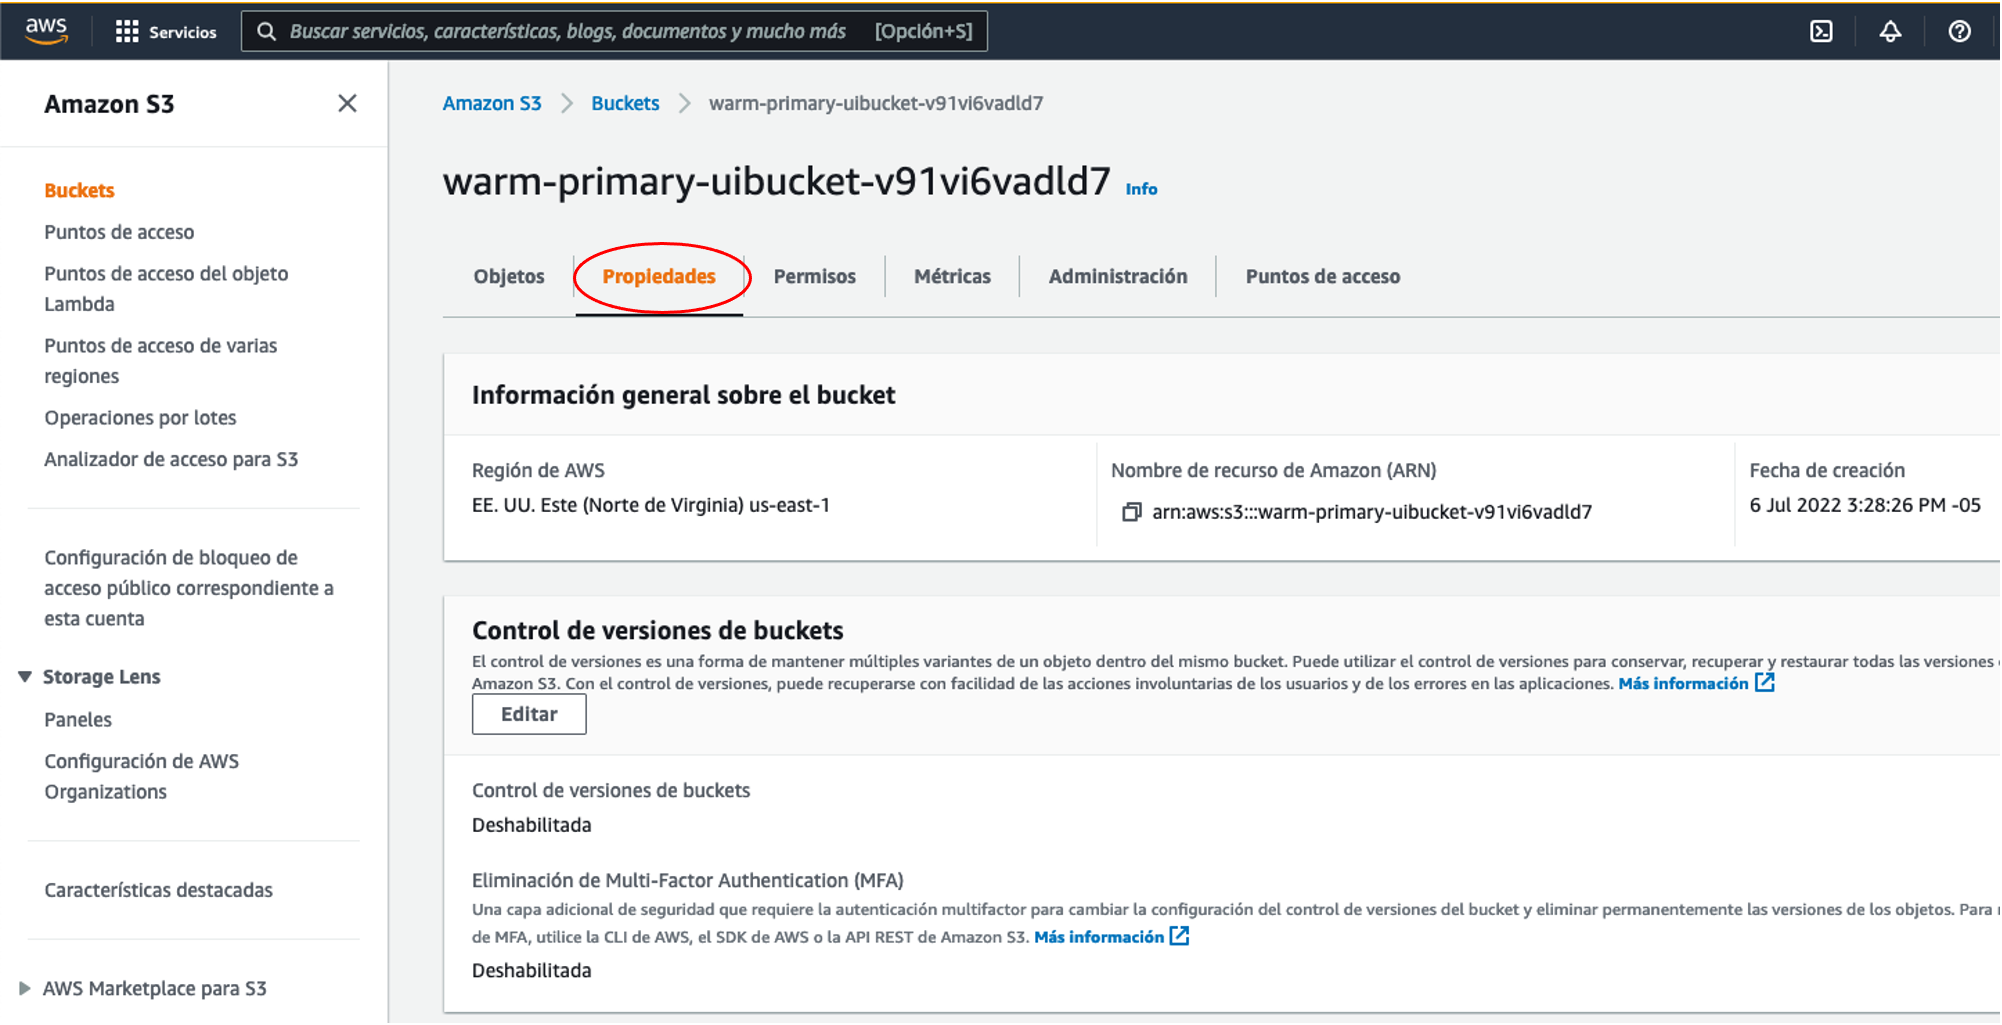 aws
Servicios
Buscar servicios, características, blogs, documentos y mucho más [Opción+S]
Amazon S3
Buckets
Puntos de acceso
Puntos de acceso del objeto
Lambda
Puntos de acceso de varias
regiones
Operaciones por lotes
Analizador de acceso para S3
Configuración de bloqueo de
acceso público correspondiente a
esta cuenta
Storage Lens
Paneles
Configuración de AWS
Organizations
Características destacadas
AWS Marketplace para S3
Amazon S3 Buckets warm-primary-uibucket-v91vi6vadld7
warm-primary-uibucket-v91vi6vadld7 Info
Objetos Propiedades Permisos Métricas Administración Puntos de acceso
Información general sobre el bucket
Región de AWS
EE. UU. Este (Norte de Virginia) us-east-1
Nombre de recurso de Amazon (ARN)
arn:aws:s3:::warm-primary-uibucket-v91vi6vadld7
Fecha de creación
6 Jul 2022 3:28:26 PM -05
Control de versiones de buckets
El control de versiones es una forma de mantener múltiples variantes de un objeto dentro del mismo bucket. Puede utilizar el control de versiones para conservar, recuperar y restaurar todas las versiones
Amazon S3. Con el control de versiones, puede recuperarse con facilidad de las acciones involuntarias de los usuarios y de los errores en las aplicaciones. Más información
Editar
Control de versiones de buckets
Deshabilitada
Eliminación de Multi-Factor Authentication (MFA)
Una capa adicional de seguridad que requiere la autenticación multifactor para cambiar la configuración del control de versiones del bucket y eliminar permanentemente las versiones de los objetos. Para
de MFA, utilice la CLI de AWS, el SDK de AWS o la API REST de Amazon S3. Más información
Deshabilitada